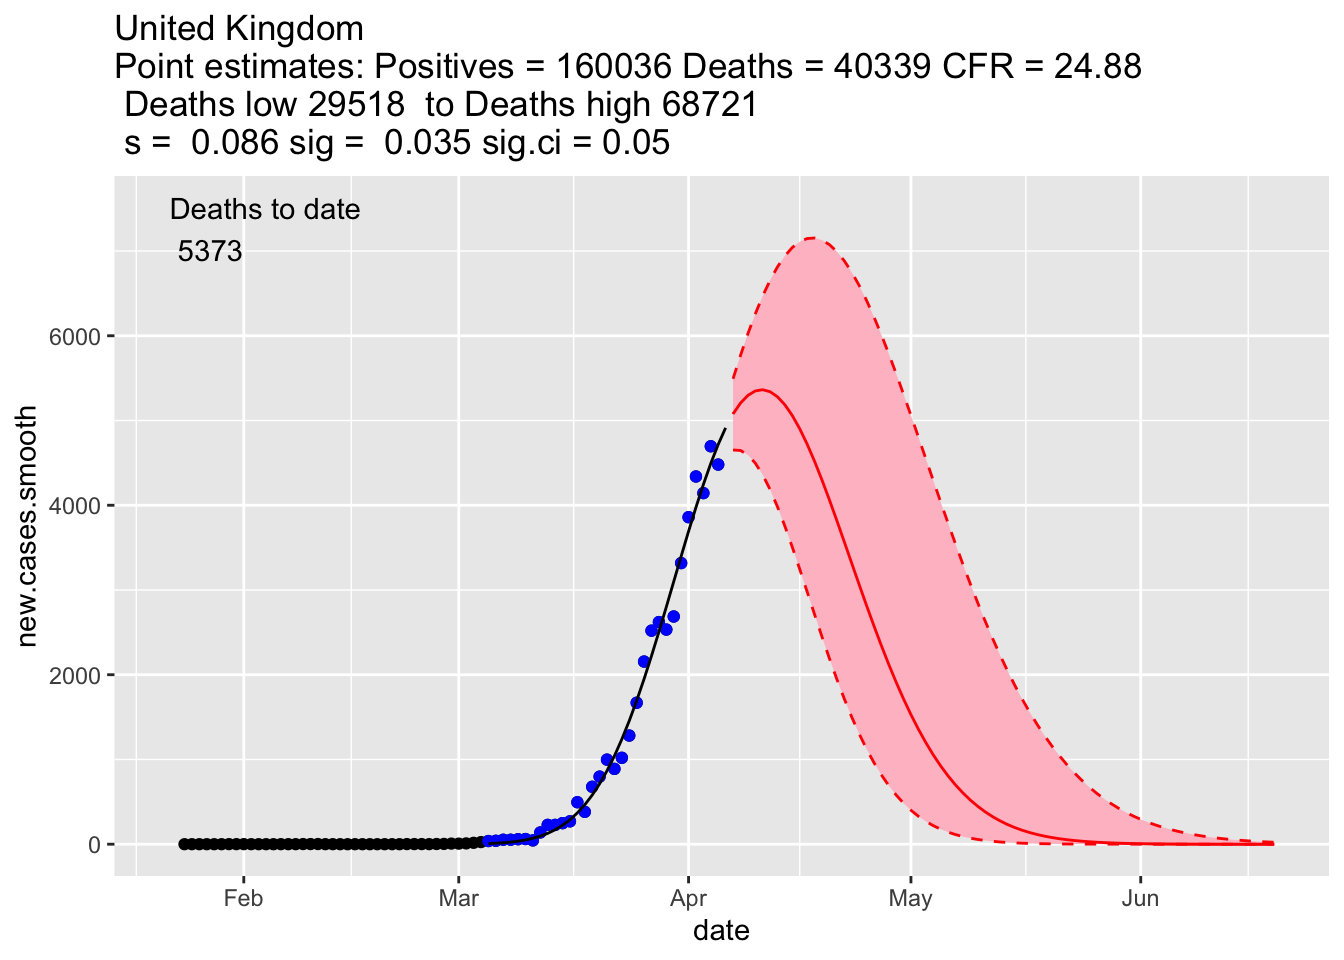 United Kingdom
Point estimates: Positives = 160036 Deaths = 40339 CFR = 24.88
Deaths low 29518  to Deaths high 68721
s =  0.086 sig =  0.035 sig.ci = 0.05
Deaths to date
5373
6000
4000
2000
0
new.cases.smooth
Feb Mar Apr May Jun
date